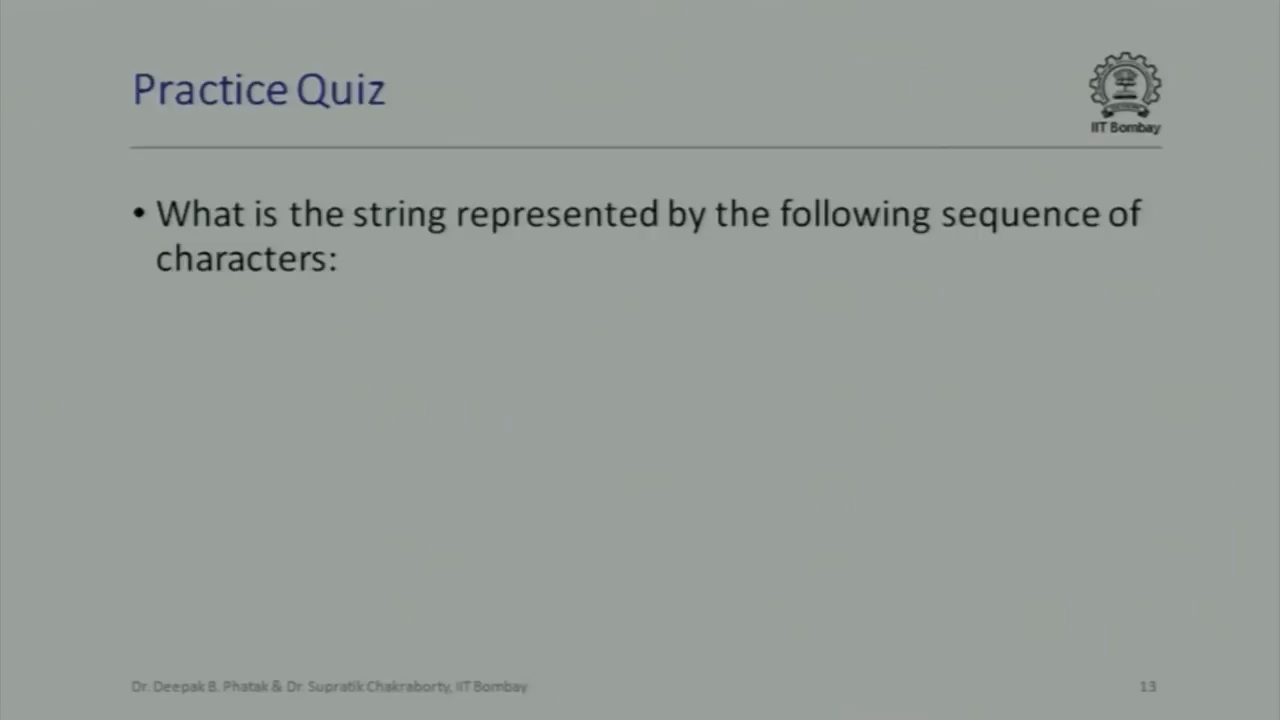 Practice Quiz
IIT Bombay
• What is the string represented by the following sequence of
characters:
Dr. Deepak B. Phatak & Dr. Supratik Chakraborty, IIT Bombay
13